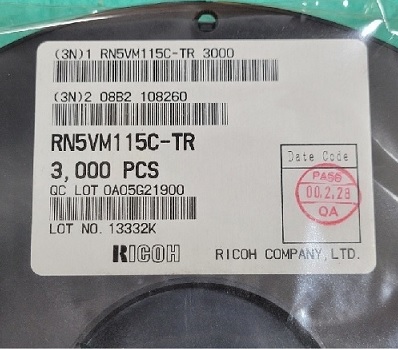 (3N)1 RN5VM115C-TR 3000
(3N)2 08B2 108260
RN5VM115C-TR
3,000 PCS
QC LOT 0A05G21900
LOT NO. 13332K
Date Code
PASS
00.2.28
QA
RICOH
RICOH COMPANY,LTD.